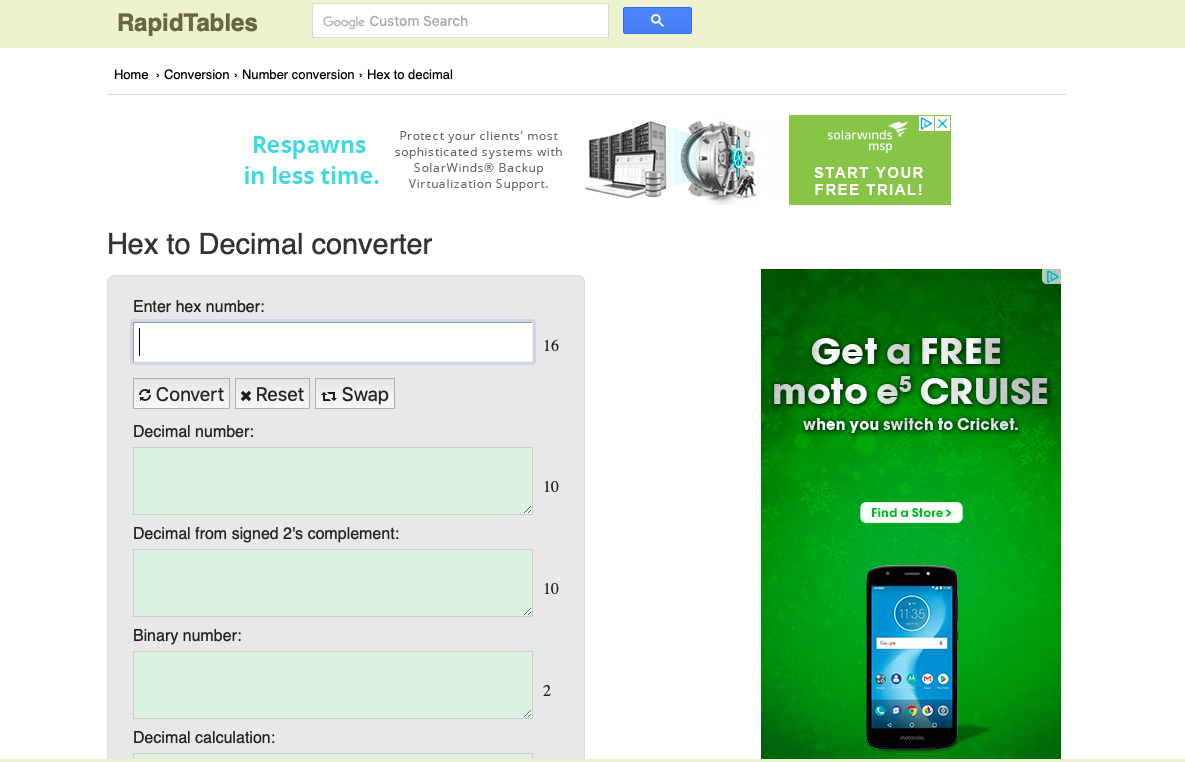 RapidTables
Google Custom Search
Home › Conversion › Number conversion › Hex to decimal
Respawns
in less time.
Protect your clients’ most
sophisticated systems with
SolarWinds® Backup
Virtualization Support.
solarwinds
msp
START YOUR
FREE TRIAL!
Hex to Decimal converter
Enter hex number:
16
Convert Reset Swap
Decimal number:
10
Decimal from signed 2's complement:
10
Binary number:
2
Decimal calculation:
Get a FREE
moto e⁵ CRUISE
when you switch to Cricket.
Find a Store >
11:35
Google
motorola